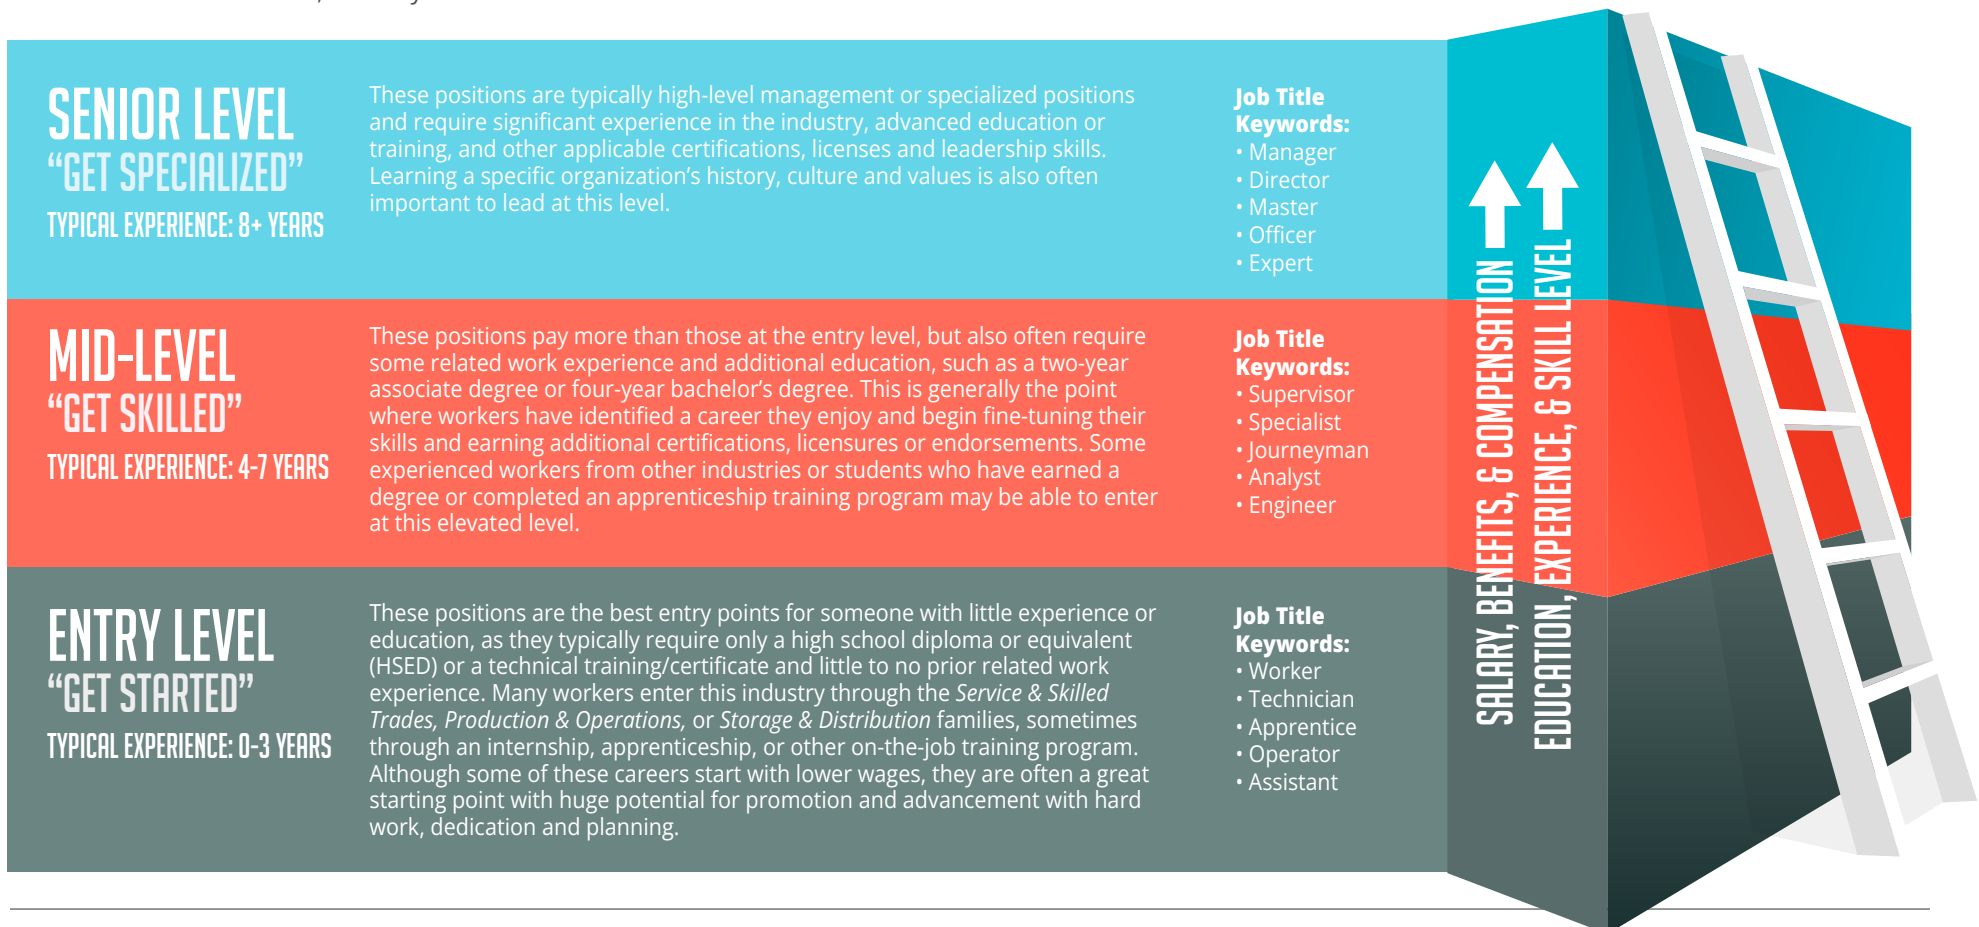 SENIOR LEVEL
“GET SPECIALIZED”
TYPICAL EXPERIENCE: 8+ YEARS
These positions are typically high-level management or specialized positions
and require significant experience in the industry, advanced education or
training, and other applicable certifications, licenses and leadership skills.
Learning a specific organization’s history, culture and values is also often
important to lead at this level.
Job Title
Keywords:
• Manager
• Director
• Master
• Officer
• Expert
MID-LEVEL
“GET SKILLED”
TYPICAL EXPERIENCE: 4-7 YEARS
These positions pay more than those at the entry level, but also often require
some related work experience and additional education, such as a two-year
associate degree or four-year bachelor’s degree. This is generally the point
where workers have identified a career they enjoy and begin fine-tuning their
skills and earning additional certifications, licensures or endorsements. Some
experienced workers from other industries or students who have earned a
degree or completed an apprenticeship training program may be able to enter
at this elevated level.
Job Title
Keywords:
• Supervisor
• Specialist
• Journeyman
• Analyst
• Engineer
ENTRY LEVEL
“GET STARTED”
TYPICAL EXPERIENCE: 0-3 YEARS
These positions are the best entry points for someone with little experience or
education, as they typically require only a high school diploma or equivalent
(HSED) or a technical training/certificate and little to no prior related work
experience. Many workers enter this industry through the Service & Skilled
Trades, Production & Operations, or Storage & Distribution families, sometimes
through an internship, apprenticeship, or other on-the-job training program.
Although some of these careers start with lower wages, they are often a great
starting point with huge potential for promotion and advancement with hard
work, dedication and planning.
Job Title
Keywords:
• Worker
• Technician
• Apprentice
• Operator
• Assistant
SALARY, BENEFITS, & COMPENSATION
EDUCATION, EXPERIENCE, & SKILL LEVEL